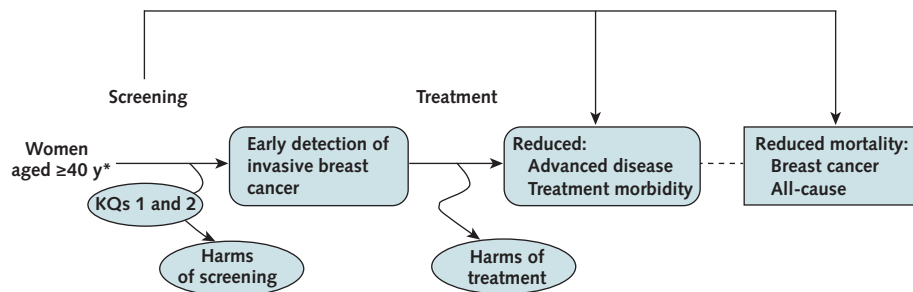 Screening
Treatment
Women
aged ≥40 y*
Early detection of
invasive breast
cancer
Reduced:
Advanced disease
Treatment morbidity
Reduced mortality:
Breast cancer
All-cause
KQs 1 and 2
Harms
of screening
Harms of
treatment